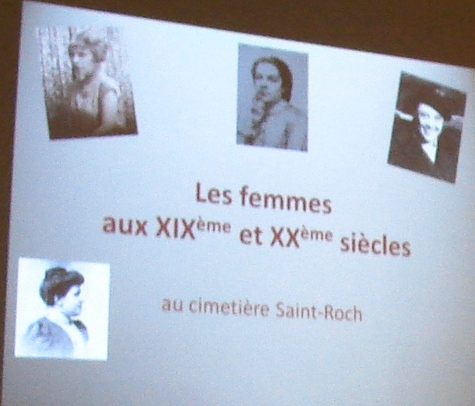 Les femmes
aux XIXème et XXème siècles
au cimetière Saint-Roch